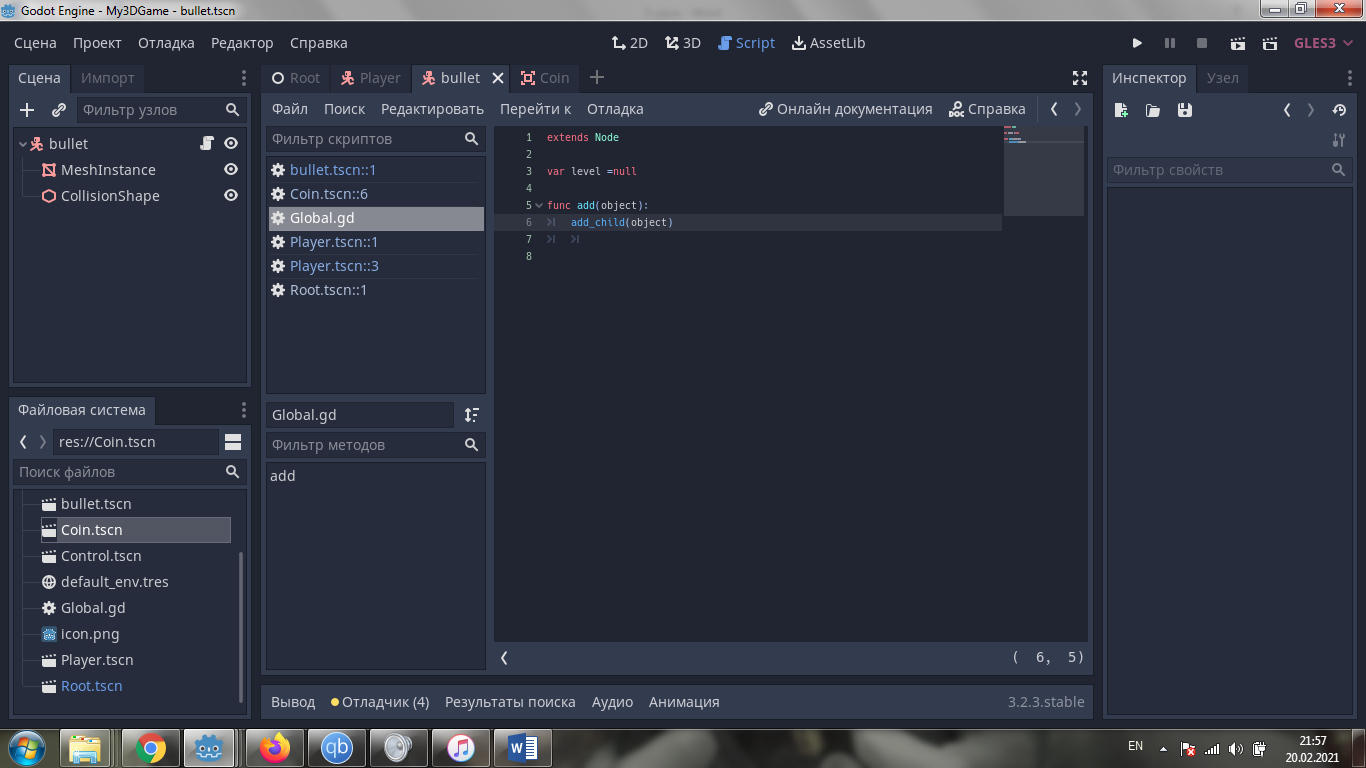 Godot Engine - My3DGame - bullet.tscn
Сцена Проект Отладка Редактор Справка
2D 3D Script AssetLib
GLES3
Сцена Импорт
Фильтр узлов
bullet
MeshInstance
CollisionShape
Файловая система
res://Coin.tscn
Поиск файлов
bullet.tscn
Coin.tscn
Control.tscn
default_env.tres
Global.gd
icon.png
Player.tscn
Root.tscn
Root Player bullet Coin
Файл Поиск Редактировать Перейти к Отладка Онлайн документация Справка
Фильтр скриптов
bullet.tscn::1
Coin.tscn::6
Global.gd
Player.tscn::1
Player.tscn::3
Root.tscn::1
Global.gd
Фильтр методов
add
1 extends Node
2
3 var level =null
4
5 func add(object):
6 add_child(object)
7
8
( 6, 5)
Вывод Отладчик (4) Результаты поиска Аудио Анимация 3.2.3.stable
Инспектор Узел
Фильтр свойств
EN
21:57
20.02.2021